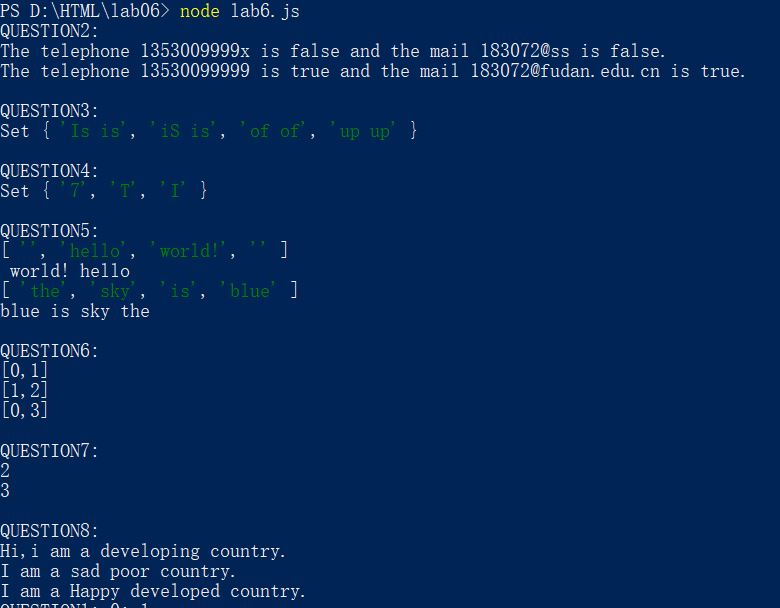 PS D:\HTML\lab06> node lab6.js
QUESTION2:
The telephone 1353009999x is false and the mail 183072@ss is false.
The telephone 13530099999 is true and the mail 183072@fudan.edu.cn is true.
QUESTION3:
Set { 'Is is', 'iS is', 'of of', 'up up' }
QUESTION4:
Set { '7', 'T', 'I' }
QUESTION5:
[ '', 'hello', 'world!', '' ]
world! hello
[ 'the', 'sky', 'is', 'blue' ]
blue is sky the
QUESTION6:
[0,1]
[1,2]
[0,3]
QUESTION7:
2
3
QUESTION8:
Hi,i am a developing country.
I am a sad poor country.
I am a Happy developed country.